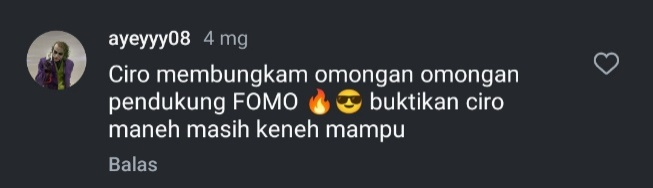 ayeyyy08 4 mg
Ciro membungkam omongan omongan
pendukung FOMO 🔥😎 buktikan ciro
maneh masih keneh mampu
Balas